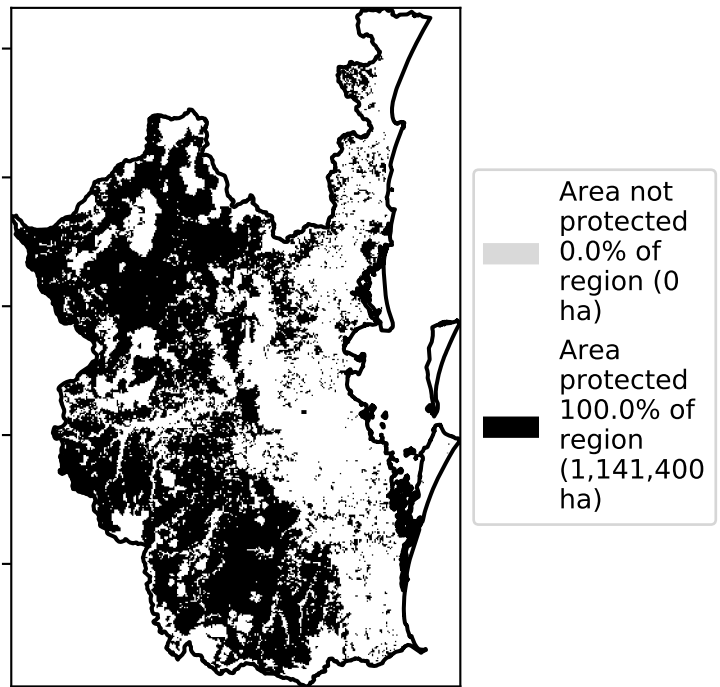 Area not
protected
0.0% of
region (0
ha)
Area
protected
100.0% of
region
(1,141,400
ha)